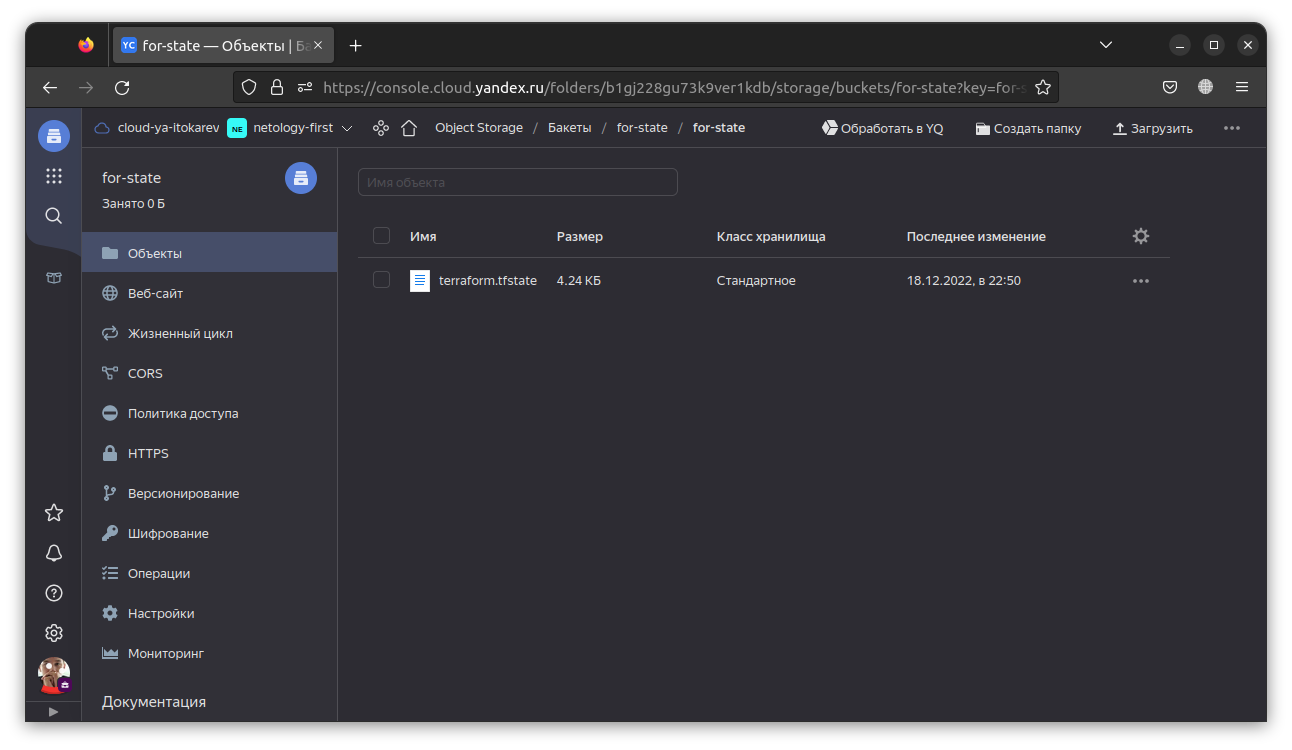 YC for-state — Объекты | Ба
https://console.cloud.yandex.ru/folders/b1gj228gu73k9ver1kdb/storage/buckets/for-state?key=for-s
cloud-ya-itokarev NE netology-first Object Storage / Бакеты / for-state / for-state Обработать в YQ Создать папку Загрузить
for-state
Занято 0 Б
Объекты
Веб-сайт
Жизненный цикл
CORS
Политика доступа
HTTPS
Версионирование
Шифрование
Операции
Настройки
Мониторинг
Документация
Имя объекта
Имя Размер Класс хранилища Последнее изменение
terraform.tfstate 4.24 КБ Стандартное 18.12.2022, в 22:50